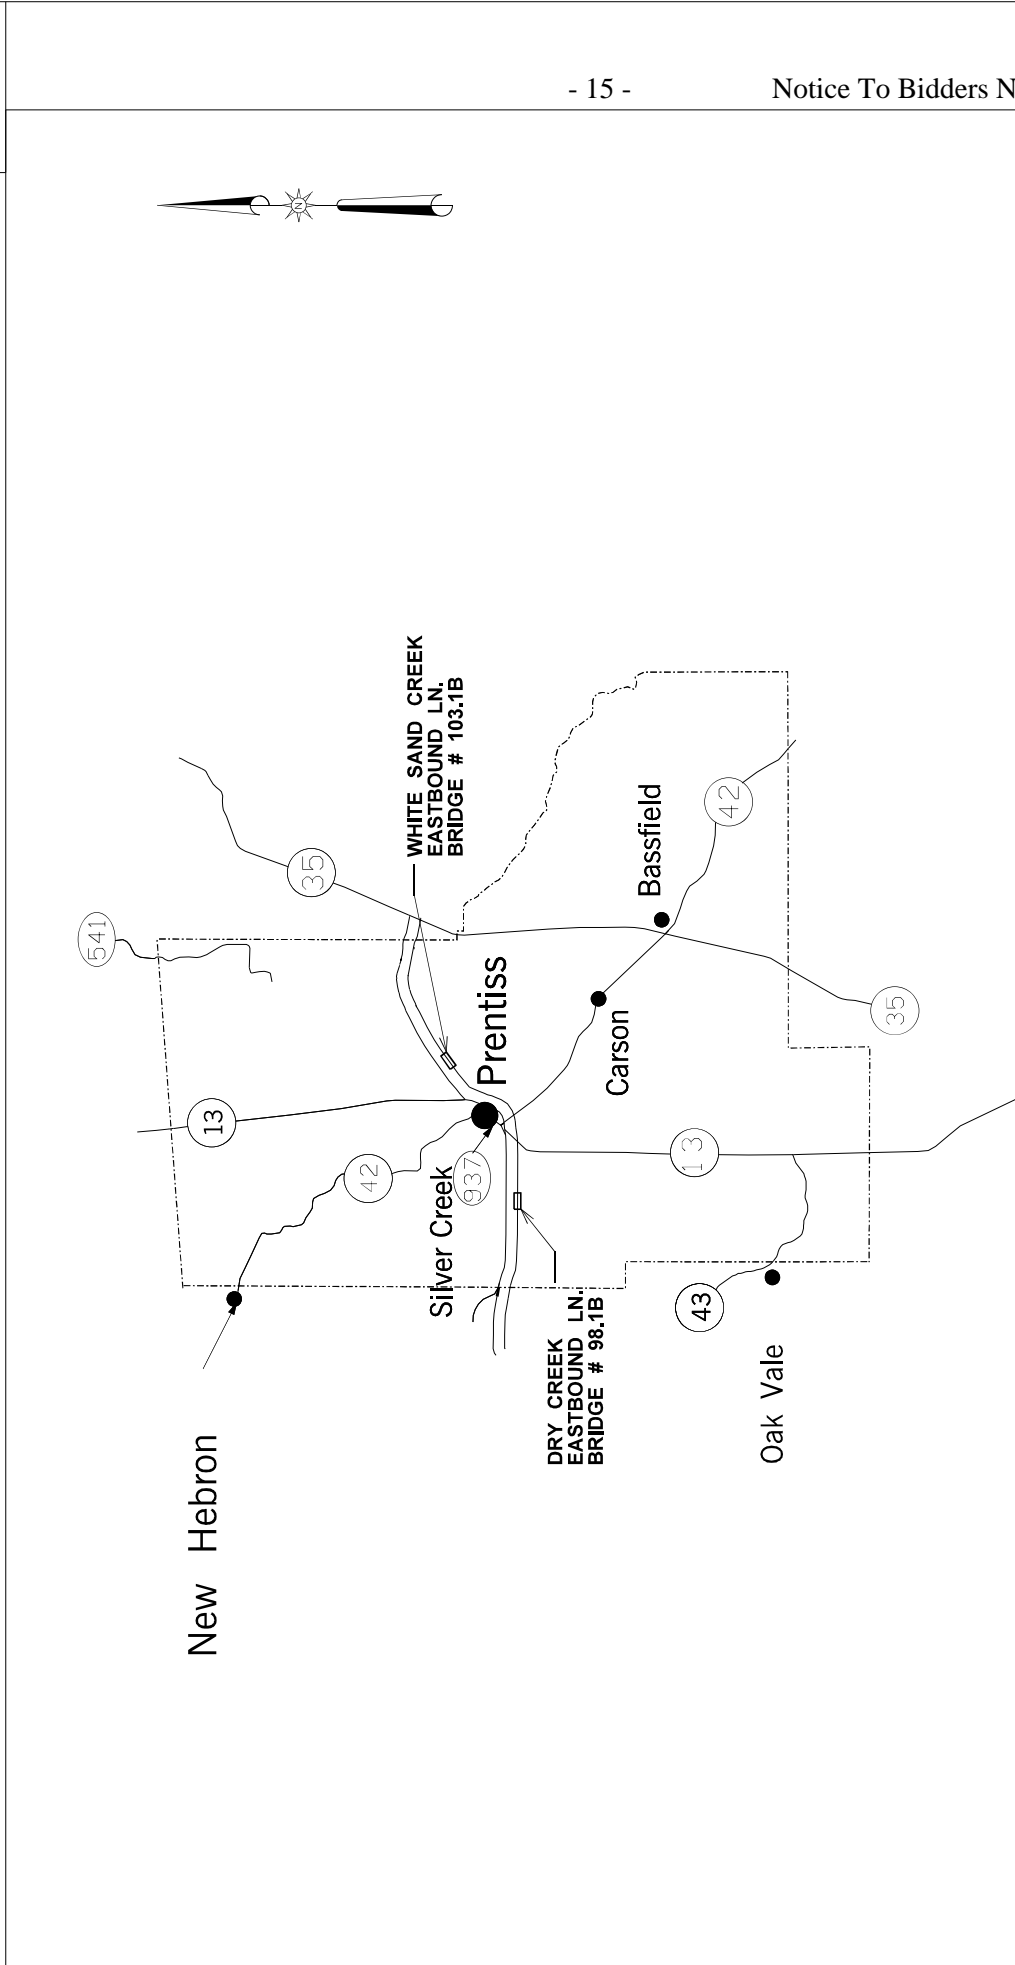 - 15 -
Notice To Bidders N
N
541
35
WHITE SAND CREEK
EASTBOUND LN.
BRIDGE # 103.1B
42
Bassfield
Prentiss
35
Carson
13
13
42
937
Silver Creek
43
DRY CREEK
EASTBOUND LN.
BRIDGE # 98.1B
Oak Vale
New Hebron